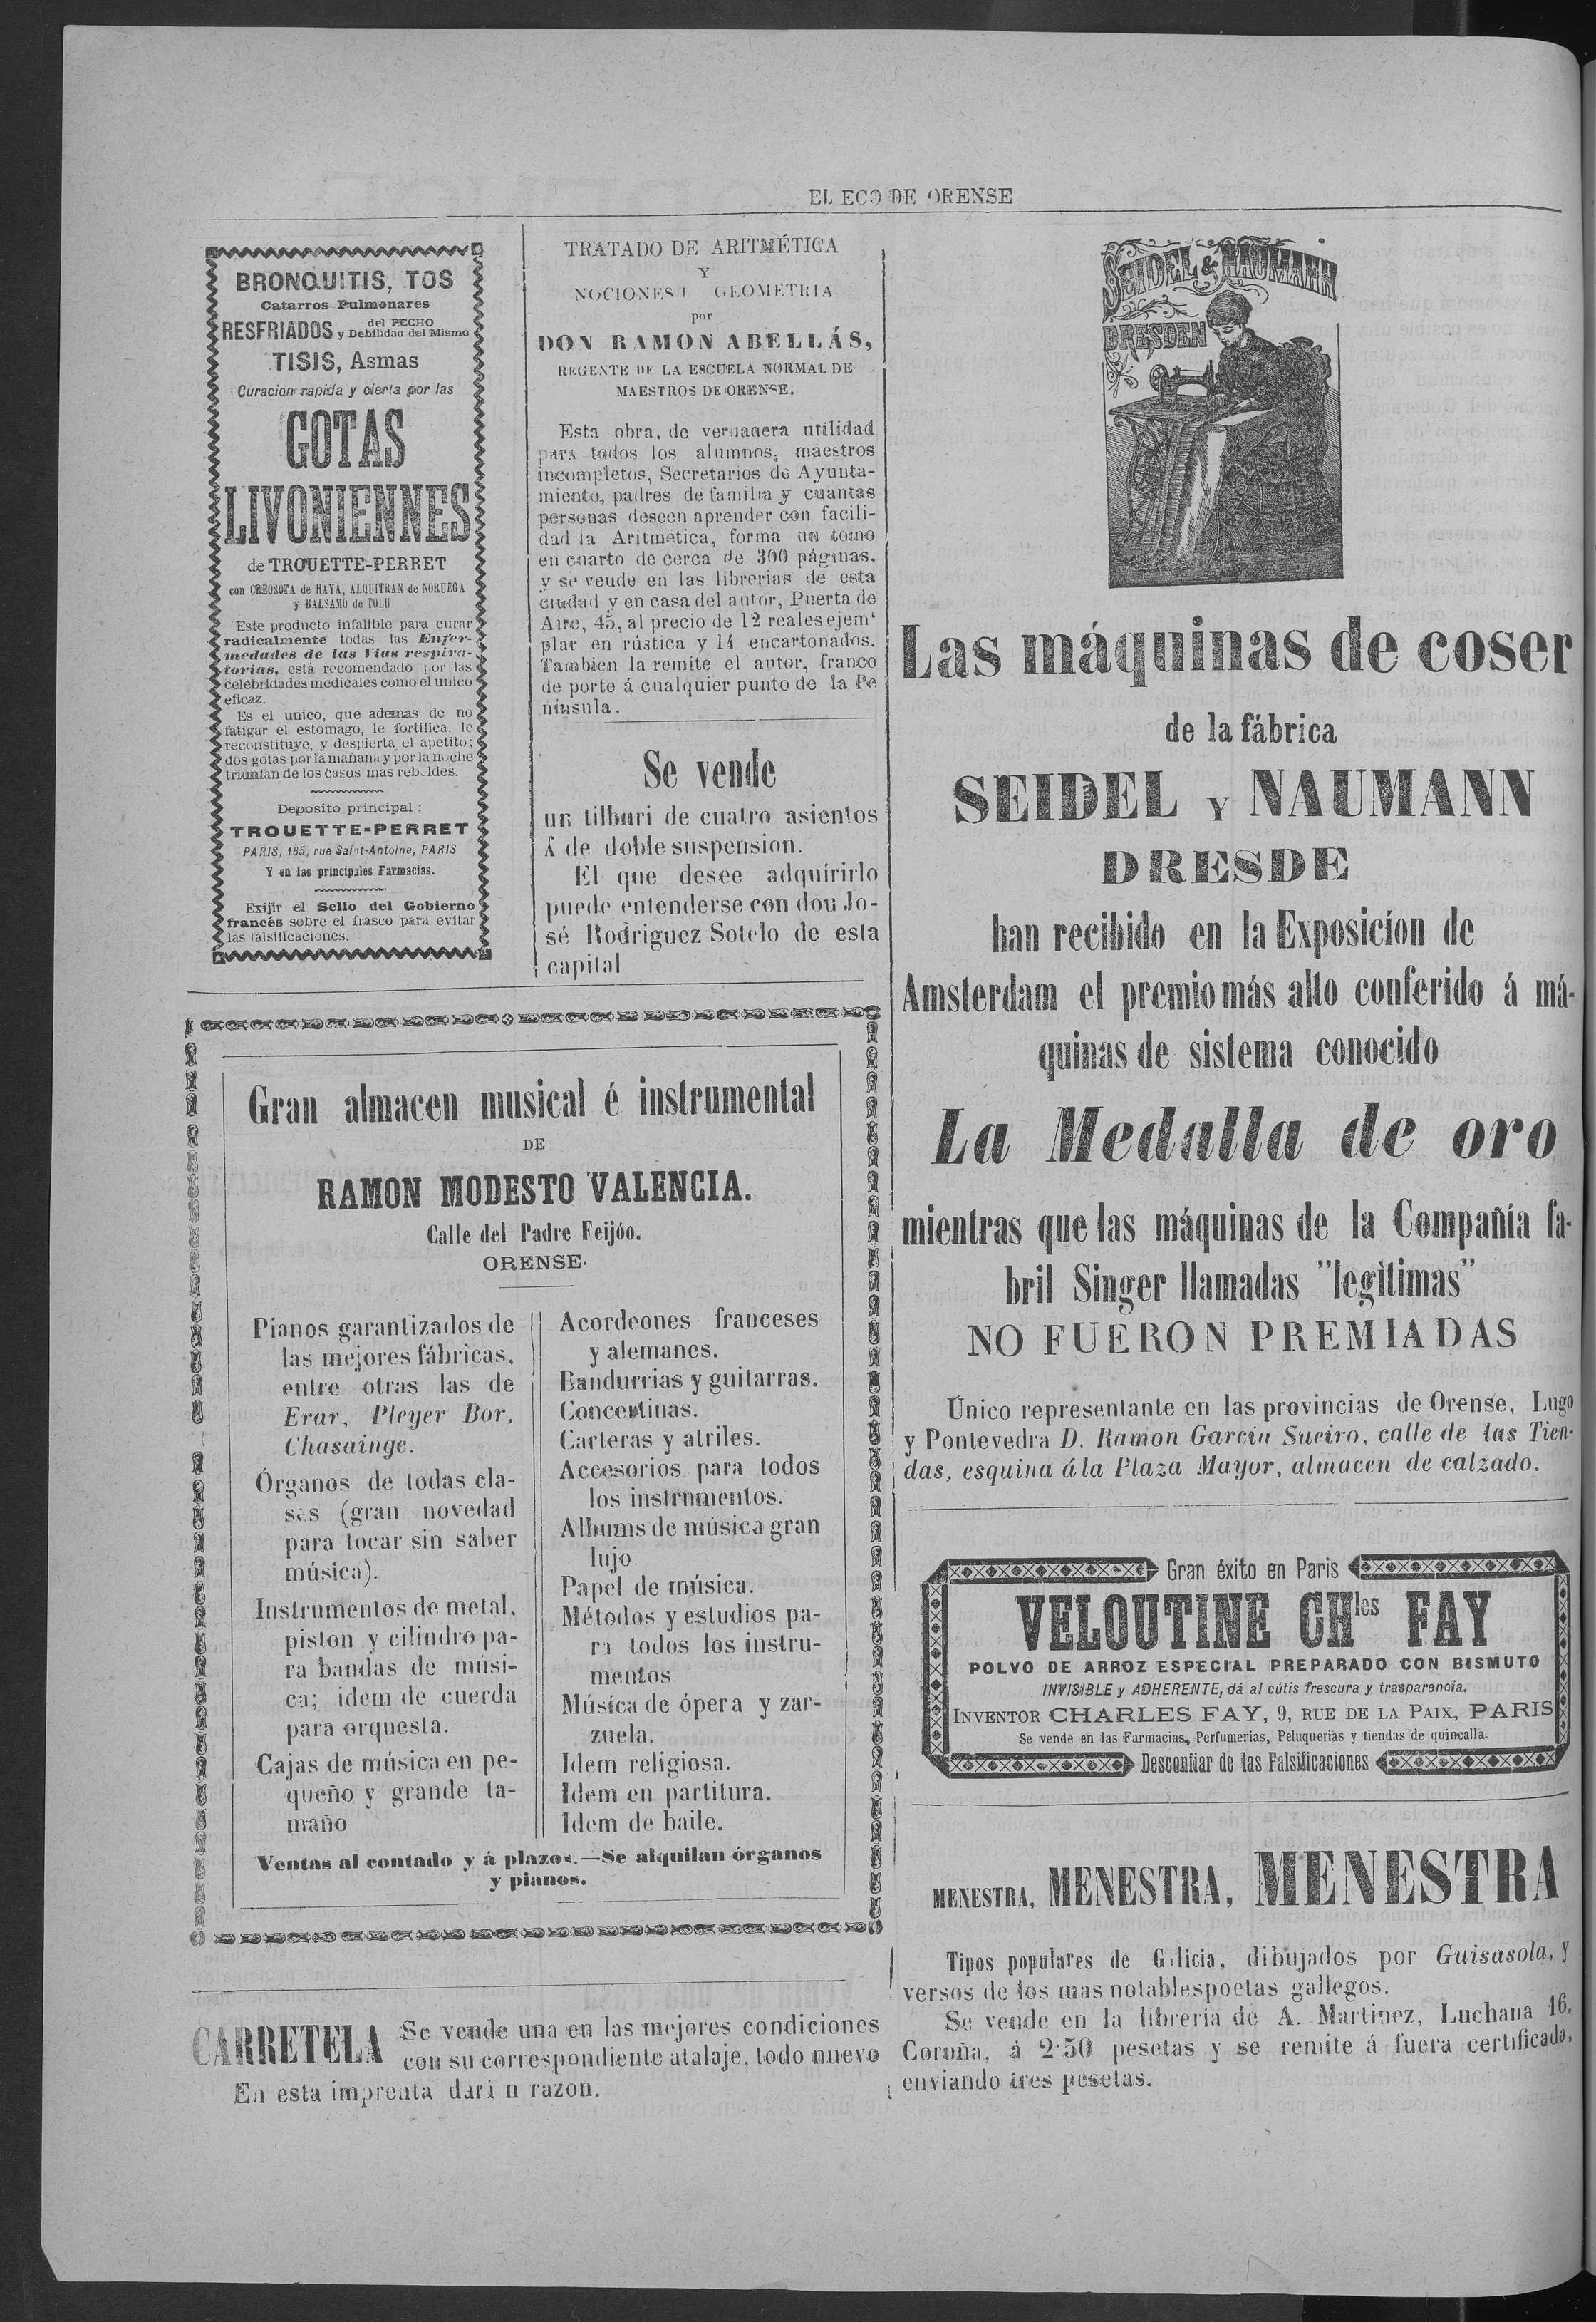 EL ECO DE ORENSE
BRONQUITIS, TOS
Catarros Pulmonares
RESFRIADOS y Debilidad del Mismo
del PECHO
TISIS, Asmas
Curacion rapida y cierta por las
GOTAS
LIVONIENNES
de TROUETTE-PERRET
con CREOSOTA de HAYA, ALQUITRAN de NORUEGA
y BALSAMO de TOLU
Este producto infalible para curar
radicalmente todas las Enfer-
medades de las Vias respira-
torias, está recomendado por las
celebridades medicales como el unico
eficaz.
Es el unico, que ademas de no
fatigar el estomago, le fortifica, le
reconstituye, y despierta el apetito;
dos gotas por la mañana y por la noche
triunfan de los casos mas rebeldes.
Deposito principal :
TROUETTE-PERRET
PARIS, 165, rue Saint-Antoine, PARIS
Y en las principales Farmacias.
Exijir el Sello del Gobierno
francés sobre el frasco para evitar
las falsificaciones.
TRATADO DE ARITMÉTICA
Y
NOCIONES GEOMETRIA
por
DON RAMON ABELLÁS,
REGENTE DE LA ESCUELA NORMAL DE
MAESTROS DE ORENSE.
Esta obra, de verdadera utilidad
para todos los alumnos, maestros
incompletos, Secretarios de Ayunta-
miento, padres de familia y cuantas
personas deseen aprender con facili-
dad la Aritmética, forma un tomo
en cuarto de cerca de 300 páginas,
y se vende en las librerias de esta
ciudad y en casa del autor, Puerta de
Aire, 45, al precio de 12 reales ejem
plar en rústica y 14 encartonados.
Tambien la remite el autor, franco
de porte á cualquier punto de la Pe
nínsula.
Se vende
un tilburi de cuatro asientos
y de doble suspension.
El que desee adquirirlo
puede entenderse con dou Jo-
sé Rodriguez Sotelo de esta
capital
Gran almacen musical é instrumental
DE
RAMON MODESTO VALENCIA.
Calle del Padre Feijóo.
ORENSE.
Pianos garantizados de
las mejores fábricas,
entre otras las de
Erar, Pleyer Bor,
Chasainge.
Órganos de todas cla-
ses (gran novedad
para tocar sin saber
música).
Instrumentos de metal,
piston y cilindro pa-
ra bandas de músi-
ca; idem de cuerda
para orquesta.
Cajas de música en pe-
queño y grande ta-
maño
Acordeones franceses
y alemanes.
Bandurrias y guitarras.
Concertinas.
Carteras y atriles.
Accesorios para todos
los instrumentos.
Albums de música gran
lujo.
Papel de música.
Métodos y estudios pa-
ra todos los instru-
mentos
Música de ópera y zar-
zuela.
Idem religiosa.
Idem en partitura.
Idem de baile.
Ventas al contado y á plazos.—Se alquilan órganos
y pianos.
CARRETELA Se vende una en las mejores condiciones
con su correspondiente atalaje, todo nuevo
En esta imprenta darán razon.
SEIDEL & NAUMANN
DRESDEN
Las máquinas de coser
de la fábrica
SEIDEL Y NAUMANN
DRESDE
han recibido en la Exposicíon de
Amsterdam el premio más alto conferido á má-
quinas de sistema conocido
La Medalla de oro
mientras que las máquinas de la Compañía fa-
bril Singer llamadas "legitimas"
NO FUERON PREMIADAS
Único representante en las provincias de Orense, Lugo
y Pontevedra D. Ramon Garcia Sueiro, calle de las Tien-
das, esquina á la Plaza Mayor, almacen de calzado.
Gran éxito en Paris
VELOUTINE CHles FAY
POLVO DE ARROZ ESPECIAL PREPARADO CON BISMUTO
INVISIBLE y ADHERENTE, dá al cútis frescura y trasparencia.
INVENTOR CHARLES FAY, 9, RUE DE LA PAIX, PARIS
Se vende en las Farmacias, Perfumerias, Peluquerias y tiendas de quincalla.
Desconfiar de las Falsificaciones
MENESTRA, MENESTRA, MENESTRA
Tipos populares de Galicia, dibujados por Guisasola, y
versos de los mas notables poetas gallegos.
Se vende en la librería de A. Martinez, Luchana 16,
Coruña, á 2·50 pesetas y se remite á fuera certificado,
enviando tres pesetas.